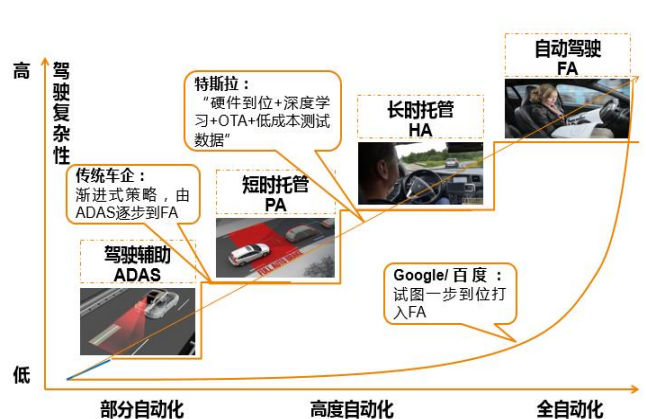 自动驾驶
FA
高
驾驶复杂性
特斯拉：
“硬件到位+深度学
习+OTA+低成本测试
数据”
长时托管
HA
传统车企：
渐进式策略，由
ADAS逐步到FA
短时托管
PA
驾驶辅助
ADAS
FULL AUTO DRIVE
Google/百度：
试图一步到位打
入FA
低
部分自动化
高度自动化
全自动化